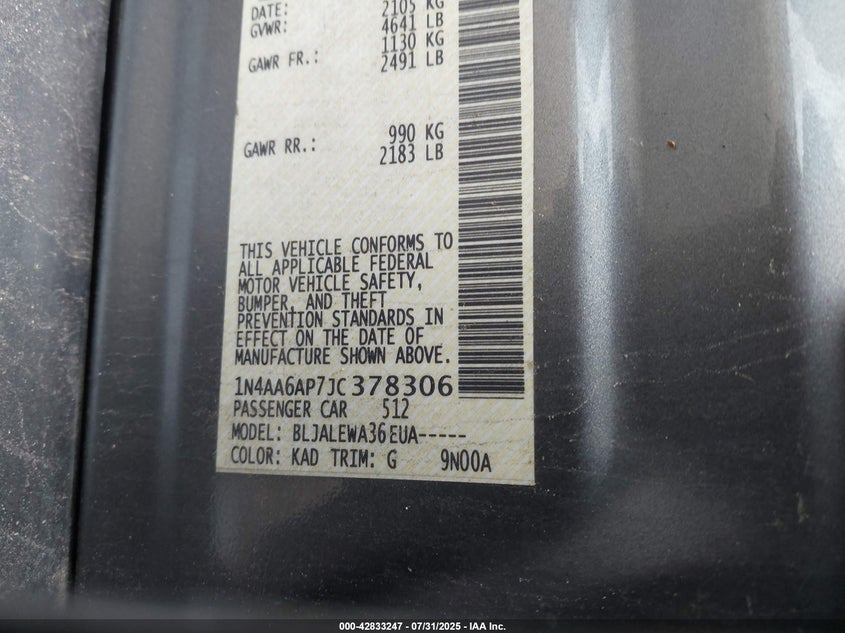 DATE: 2105 KG
GVWR: 4641 LB
1130 KG
GAWR FR.: 2491 LB
990 KG
GAWR RR.: 2183 LB
THIS VEHICLE CONFORMS TO
ALL APPLICABLE FEDERAL
MOTOR VEHICLE SAFETY,
BUMPER, AND THEFT
PREVENTION STANDARDS IN
EFFECT ON THE DATE OF
MANUFACTURE SHOWN ABOVE.
1N4AA6AP7JC378306
PASSENGER CAR 512
MODEL: BLJALEWA36EUA-----
COLOR: KAD TRIM: G 9N00A
000-42833247 - 07/31/2025 - IAA Inc.